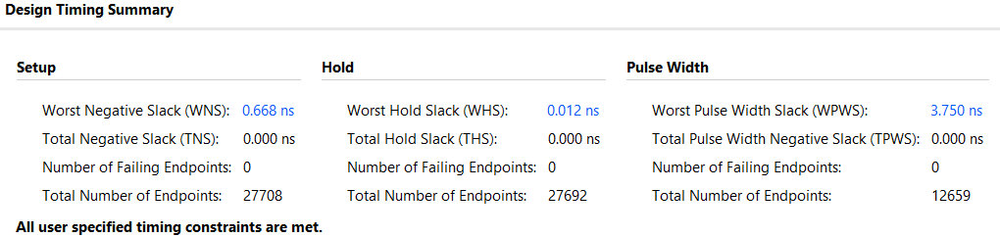 Design Timing Summary
Setup Hold Pulse Width
Worst Negative Slack (WNS): 0.668 ns Worst Hold Slack (WHS): 0.012 ns Worst Pulse Width Slack (WPWS): 3.750 ns
Total Negative Slack (TNS): 0.000 ns Total Hold Slack (THS): 0.000 ns Total Pulse Width Negative Slack (TPWS): 0.000 ns
Number of Failing Endpoints: 0 Number of Failing Endpoints: 0 Number of Failing Endpoints: 0
Total Number of Endpoints: 27708 Total Number of Endpoints: 27692 Total Number of Endpoints: 12659
All user specified timing constraints are met.